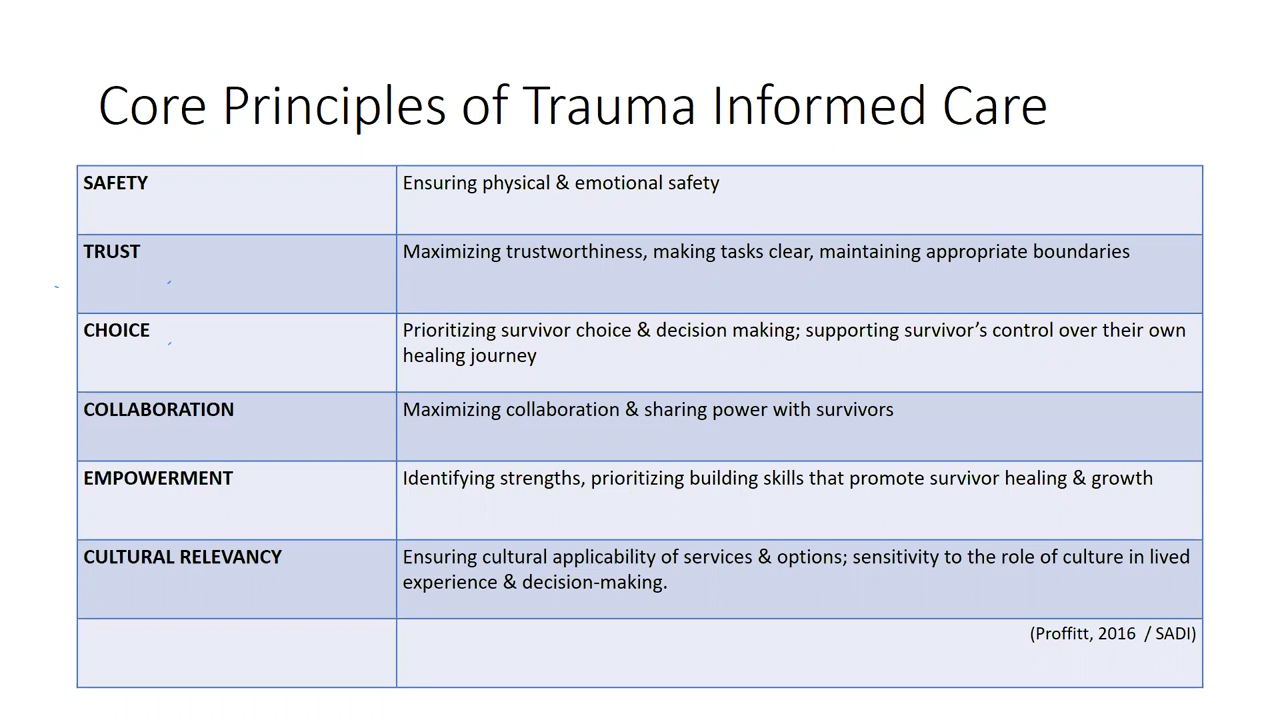 Core Principles of Trauma Informed Care
SAFETY
Ensuring physical & emotional safety
TRUST
Maximizing trustworthiness, making tasks clear, maintaining appropriate boundaries
CHOICE
Prioritizing survivor choice & decision making; supporting survivor’s control over their own
healing journey
COLLABORATION
Maximizing collaboration & sharing power with survivors
EMPOWERMENT
Identifying strengths, prioritizing building skills that promote survivor healing & growth
CULTURAL RELEVANCY
Ensuring cultural applicability of services & options; sensitivity to the role of culture in lived
experience & decision-making.
(Proffitt, 2016 / SADI)